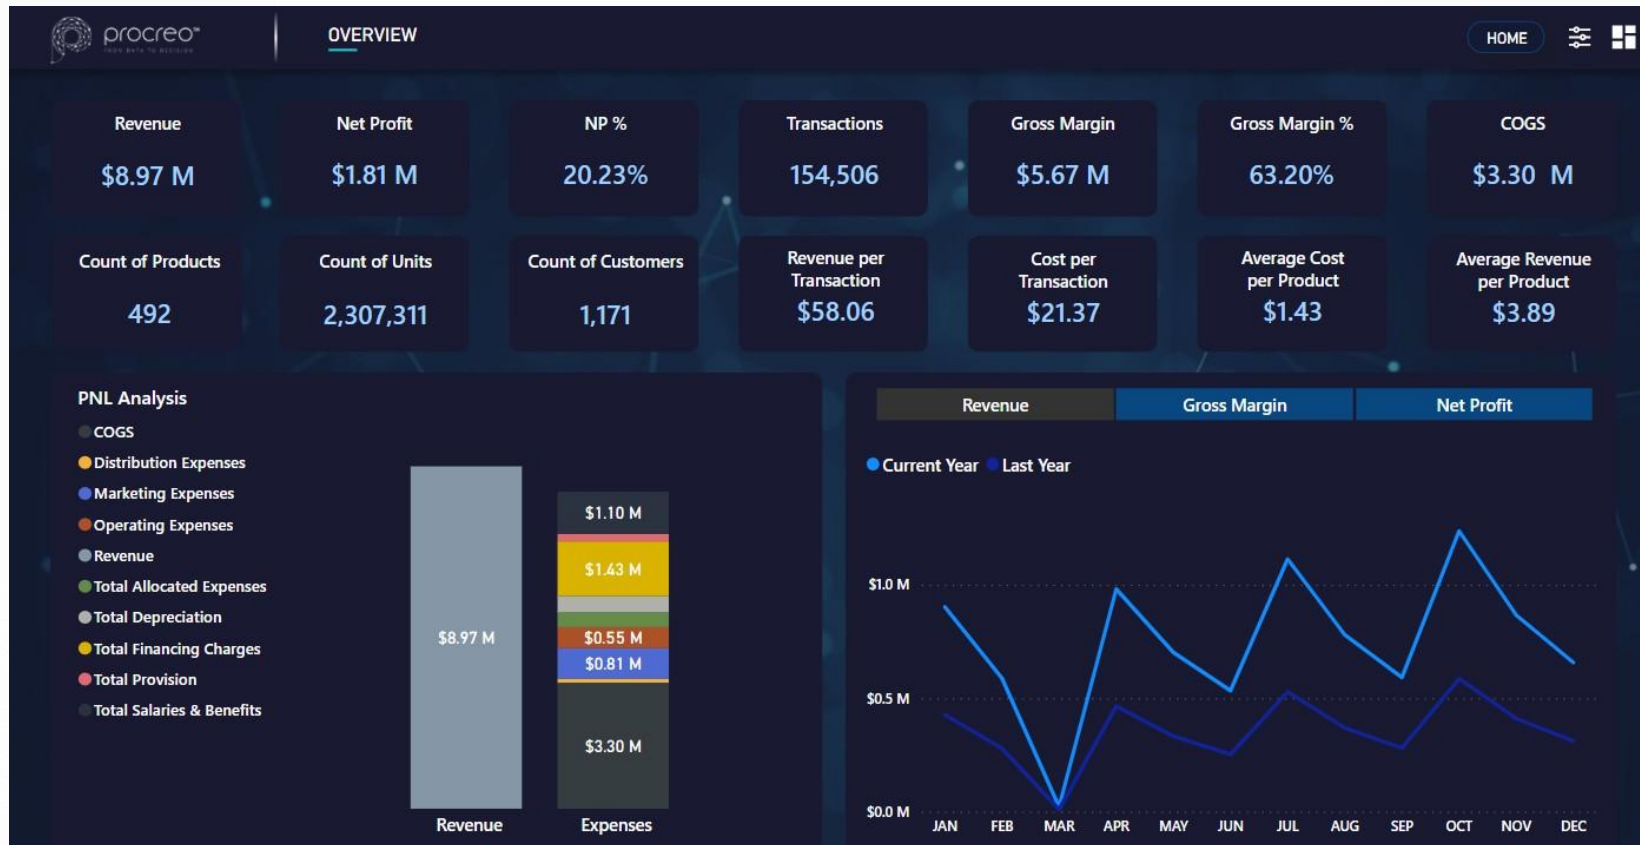 procreo™
FROM DATA TO DECISION
OVERVIEW
HOME
Revenue
$8.97 M
Net Profit
$1.81 M
NP %
20.23%
Transactions
154,506
Gross Margin
$5.67 M
Gross Margin %
63.20%
COGS
$3.30 M
Count of Products
492
Count of Units
2,307,311
Count of Customers
1,171
Revenue per
Transaction
$58.06
Cost per
Transaction
$21.37
Average Cost
per Product
$1.43
Average Revenue
per Product
$3.89
PNL Analysis
COGS
Distribution Expenses
Marketing Expenses
Operating Expenses
Revenue
Total Allocated Expenses
Total Depreciation
Total Financing Charges
Total Provision
Total Salaries & Benefits
$8.97 M
$1.10 M
$1.43 M
$0.55 M
$0.81 M
$3.30 M
Revenue
Expenses
Revenue
Gross Margin
Net Profit
Current Year
Last Year
$1.0 M
$0.5 M
$0.0 M
JAN FEB MAR APR MAY JUN JUL AUG SEP OCT NOV DEC